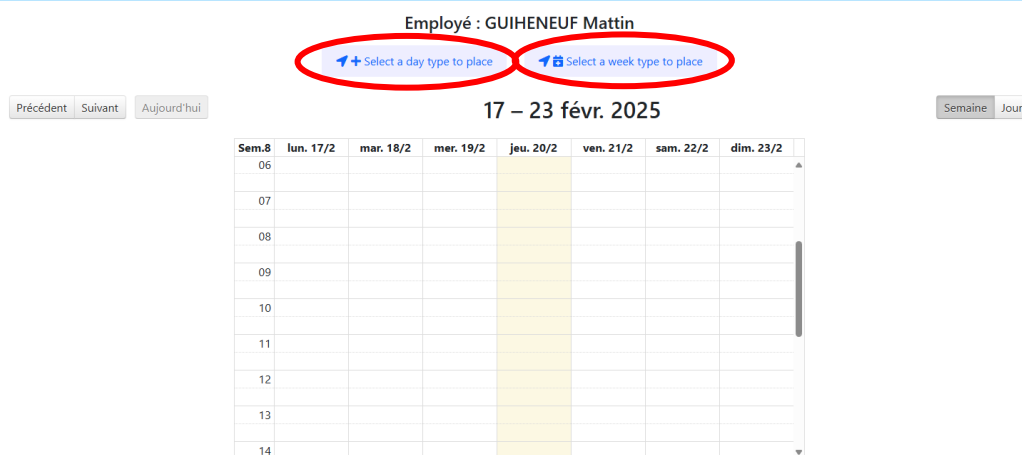 Employé : GUIHENEUF Mattin
Select a day type to place Select a week type to place
Précédent Suivant Aujourd'hui 17 – 23 févr. 2025 Semaine Jour
Sem.8 lun. 17/2 mar. 18/2 mer. 19/2 jeu. 20/2 ven. 21/2 sam. 22/2 dim. 23/2
06
07
08
09
10
11
12
13
14